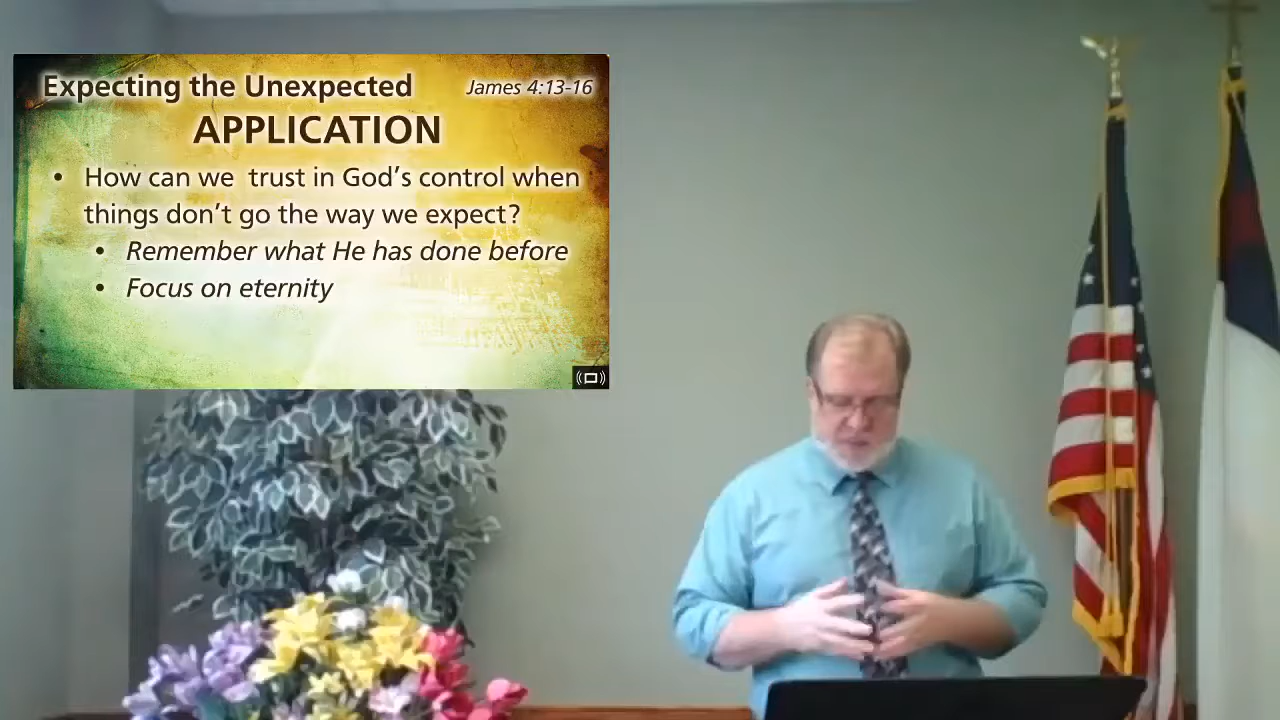 Expecting the Unexpected James 4:13-16
APPLICATION
• How can we trust in God's control when
things don't go the way we expect?
• Remember what He has done before
• Focus on eternity